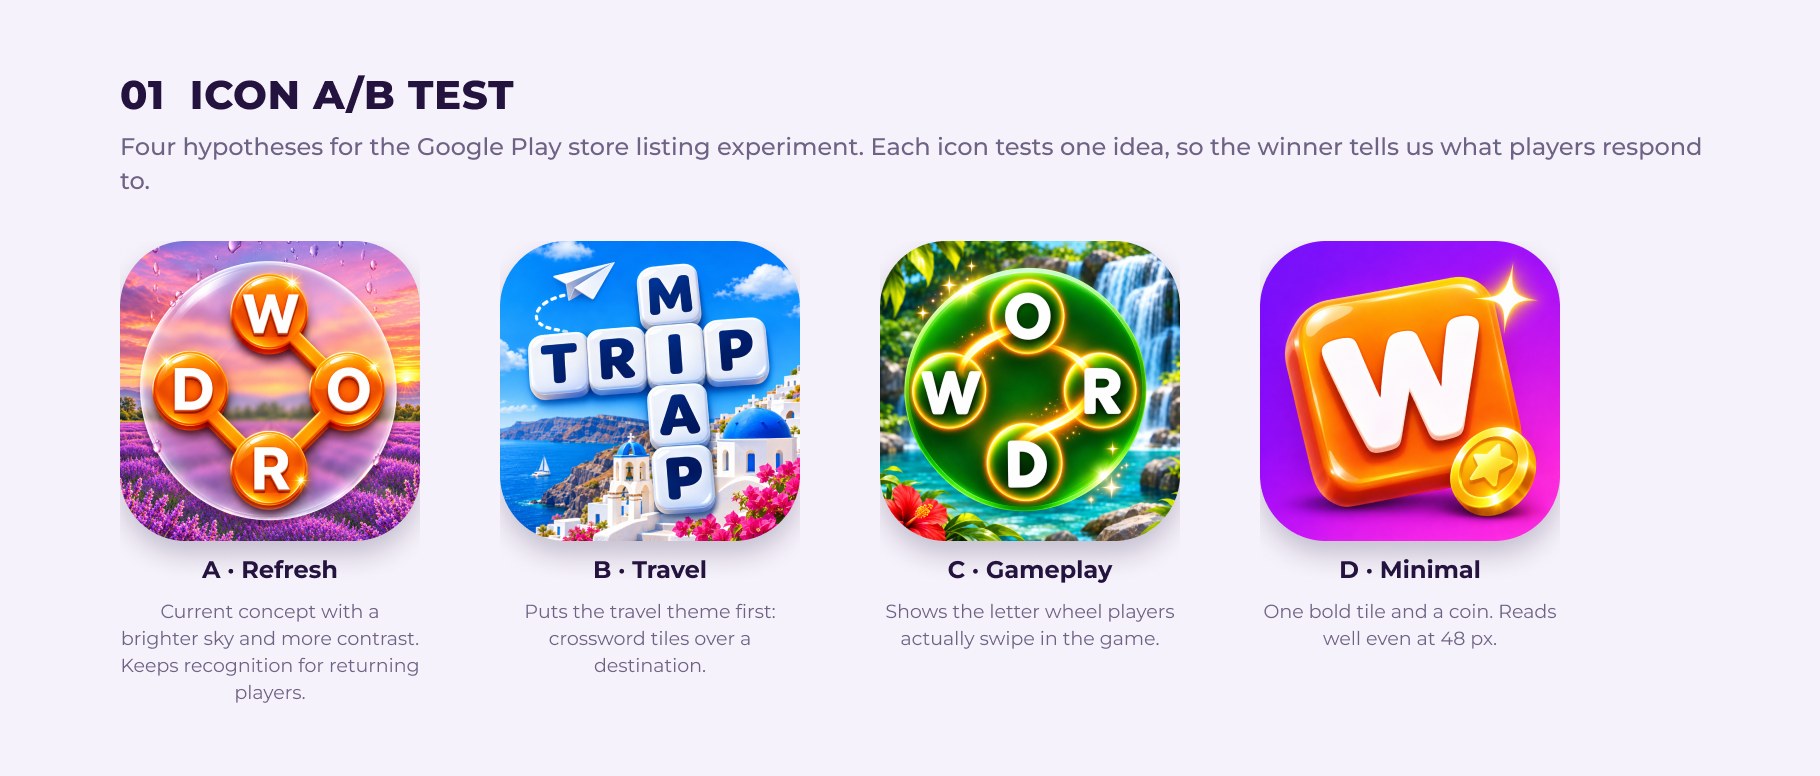 01 ICON A/B TEST
Four hypotheses for the Google Play store listing experiment. Each icon tests one idea, so the winner tells us what players respond
to.
W
D O
R
M
TRIP
A
P
O
W R
D
W
A · Refresh
Current concept with a
brighter sky and more contrast.
Keeps recognition for returning
players.
B · Travel
Puts the travel theme first:
crossword tiles over a
destination.
C · Gameplay
Shows the letter wheel players
actually swipe in the game.
D · Minimal
One bold tile and a coin. Reads
well even at 48 px.